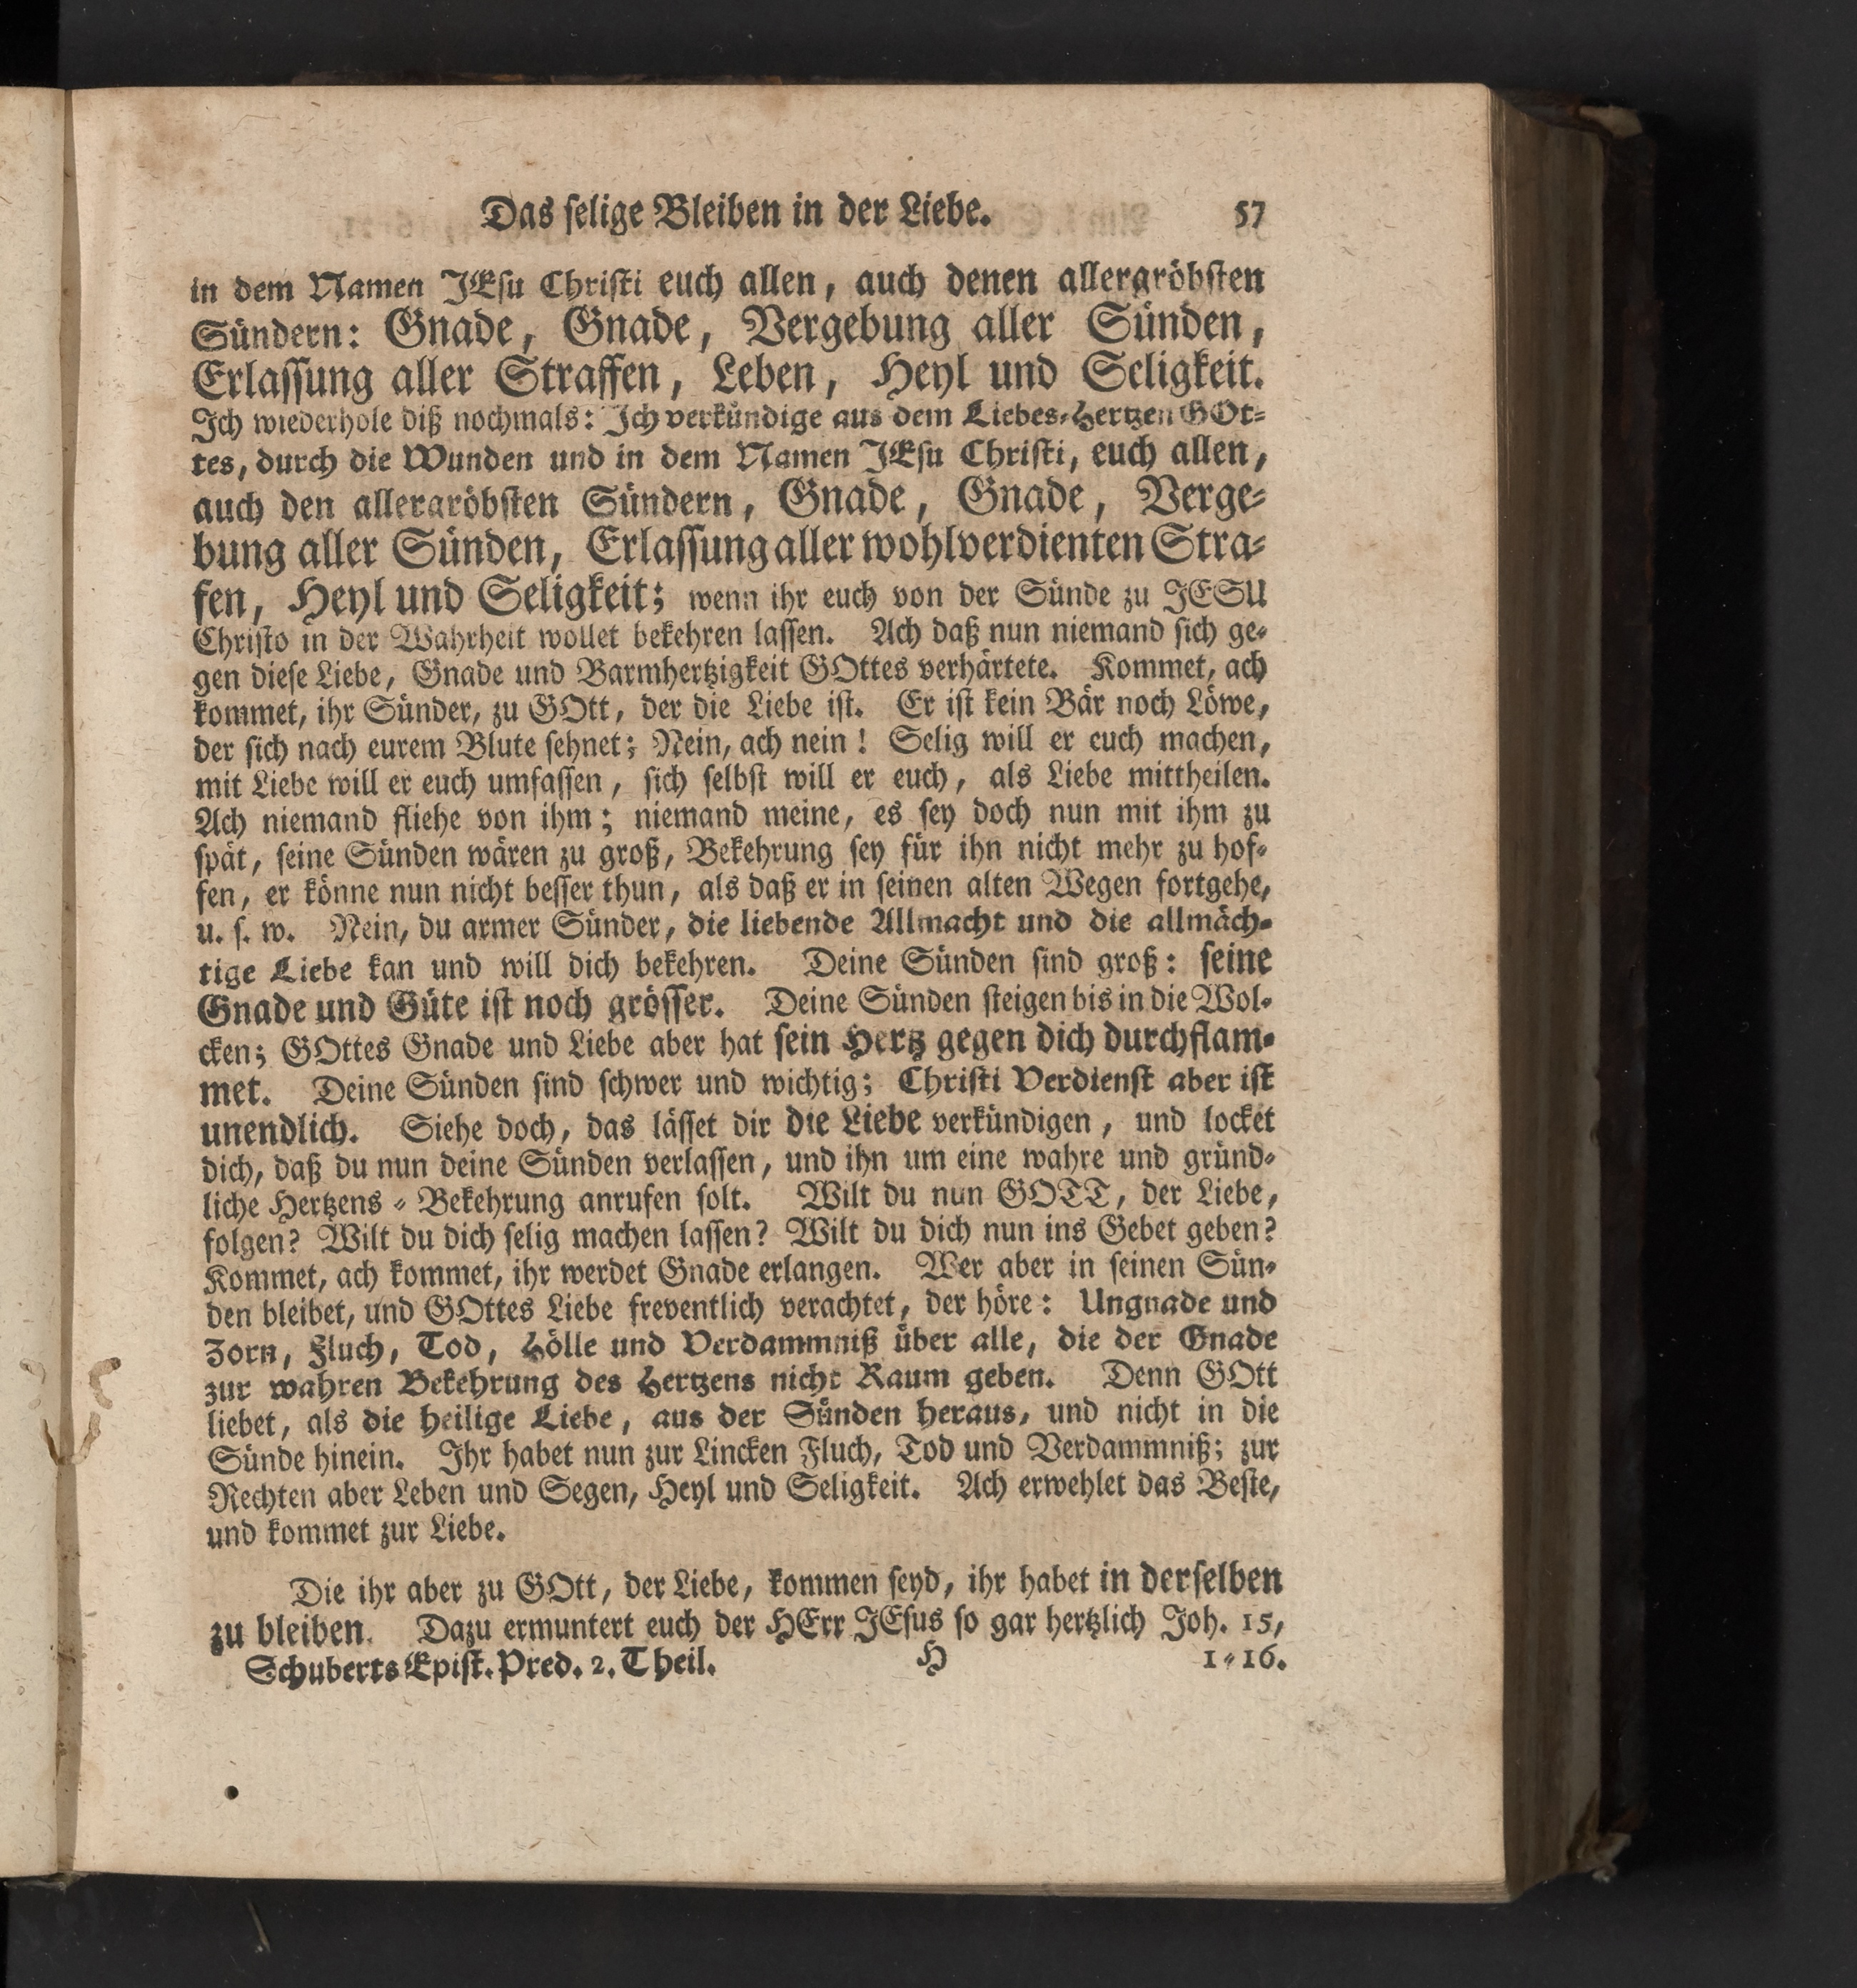 Das selige Bleiben in der Liebe. 57
in dem Namen JEsu Christi euch allen, auch denen allergröbsten
Sündern: Gnade, Gnade, Vergebung aller Sünden,
Erlassung aller Straffen, Leben, Heyl und Seligkeit.
Ich wiederhole diß nochmals: Ich verkündige aus dem Liebes-Hertzen GOt-
tes, durch die Wunden und in dem Namen JEsu Christi, euch allen,
auch den allergröbsten Sündern, Gnade, Gnade, Verge-
bung aller Sünden, Erlassung aller wohlverdienten Stra-
fen, Heyl und Seligkeit; wenn ihr euch von der Sünde zu JESU
Christo in der Wahrheit wollet bekehren lassen. Ach daß nun niemand sich ge-
gen diese Liebe, Gnade und Barmhertzigkeit GOttes verhärtete. Kommet, ach
kommet, ihr Sünder, zu GOtt, der die Liebe ist. Er ist kein Bär noch Löwe,
der sich nach eurem Blute sehnet; Nein, ach nein! Selig will er euch machen,
mit Liebe will er euch umfassen, sich selbst will er euch, als Liebe mittheilen.
Ach niemand fliehe von ihm; niemand meine, es sey doch nun mit ihm zu
spät, seine Sünden wären zu groß, Bekehrung sey für ihn nicht mehr zu hof-
fen, er könne nun nicht besser thun, als daß er in seinen alten Wegen fortgehe,
u. s. w. Nein, du armer Sünder, die liebende Allmacht und die allmäch-
tige Liebe kan und will dich bekehren. Deine Sünden sind groß: seine
Gnade und Güte ist noch grösser. Deine Sünden steigen bis in die Wol-
cken; GOttes Gnade und Liebe aber hat sein Hertz gegen dich durchflam-
met. Deine Sünden sind schwer und wichtig; Christi Verdienst aber ist
unendlich. Siehe doch, das lässet dir die Liebe verkündigen, und locket
dich, daß du nun deine Sünden verlassen, und ihn um eine wahre und gründ-
liche Hertzens-Bekehrung anrufen solt. Wilt du nun GOTT, der Liebe,
folgen? Wilt du dich selig machen lassen? Wilt du dich nun ins Gebet geben?
Kommet, ach kommet, ihr werdet Gnade erlangen. Wer aber in seinen Sün-
den bleibet, und GOttes Liebe freventlich verachtet, der höre: Ungnade und
Zorn, Fluch, Tod, Hölle und Verdammniß über alle, die der Gnade
zur wahren Bekehrung des Hertzens nicht Raum geben. Denn GOtt
liebet, als die heilige Liebe, aus der Sünden heraus, und nicht in die
Sünde hinein. Ihr habet nun zur Lincken Fluch, Tod und Verdammniß; zur
Rechten aber Leben und Segen, Heyl und Seligkeit. Ach erwehlet das Beste,
und kommet zur Liebe.
Die ihr aber zu GOtt, der Liebe, kommen seyd, ihr habet in derselben
zu bleiben. Dazu ermuntert euch der HErr JEsus so gar hertzlich Joh. 15,
Schuberts Epist. Pred. 2. Theil. H 1-16.